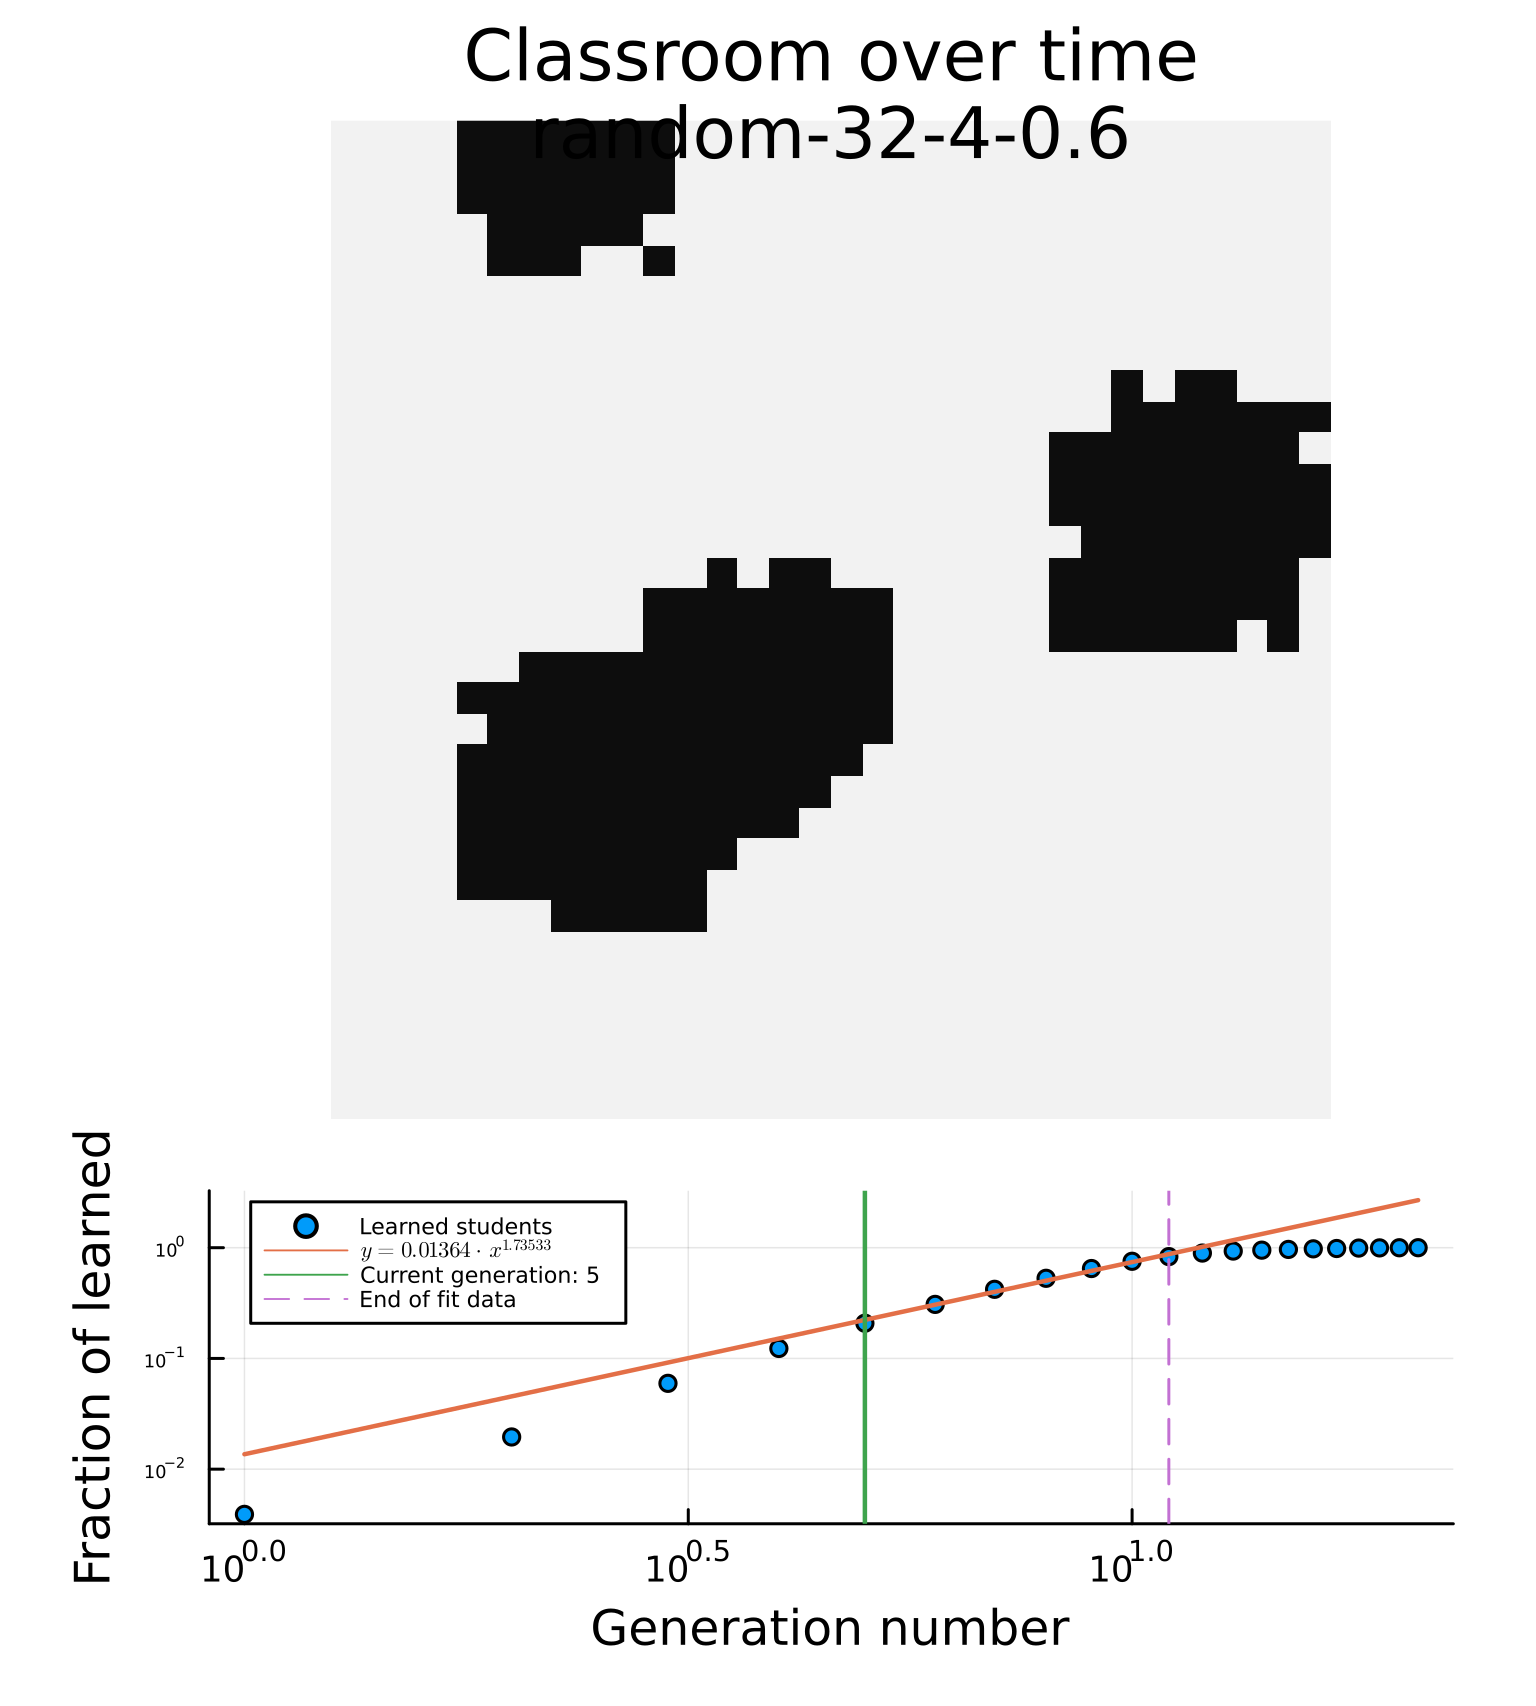 Classroom over time
random-32-4-0.6
Fraction of learned
10⁰
10⁻¹
10⁻²
Learned students
y = 0.01364 · x^1.73533
Current generation: 5
End of fit data
10^0.0
10^0.5
10^1.0
Generation number